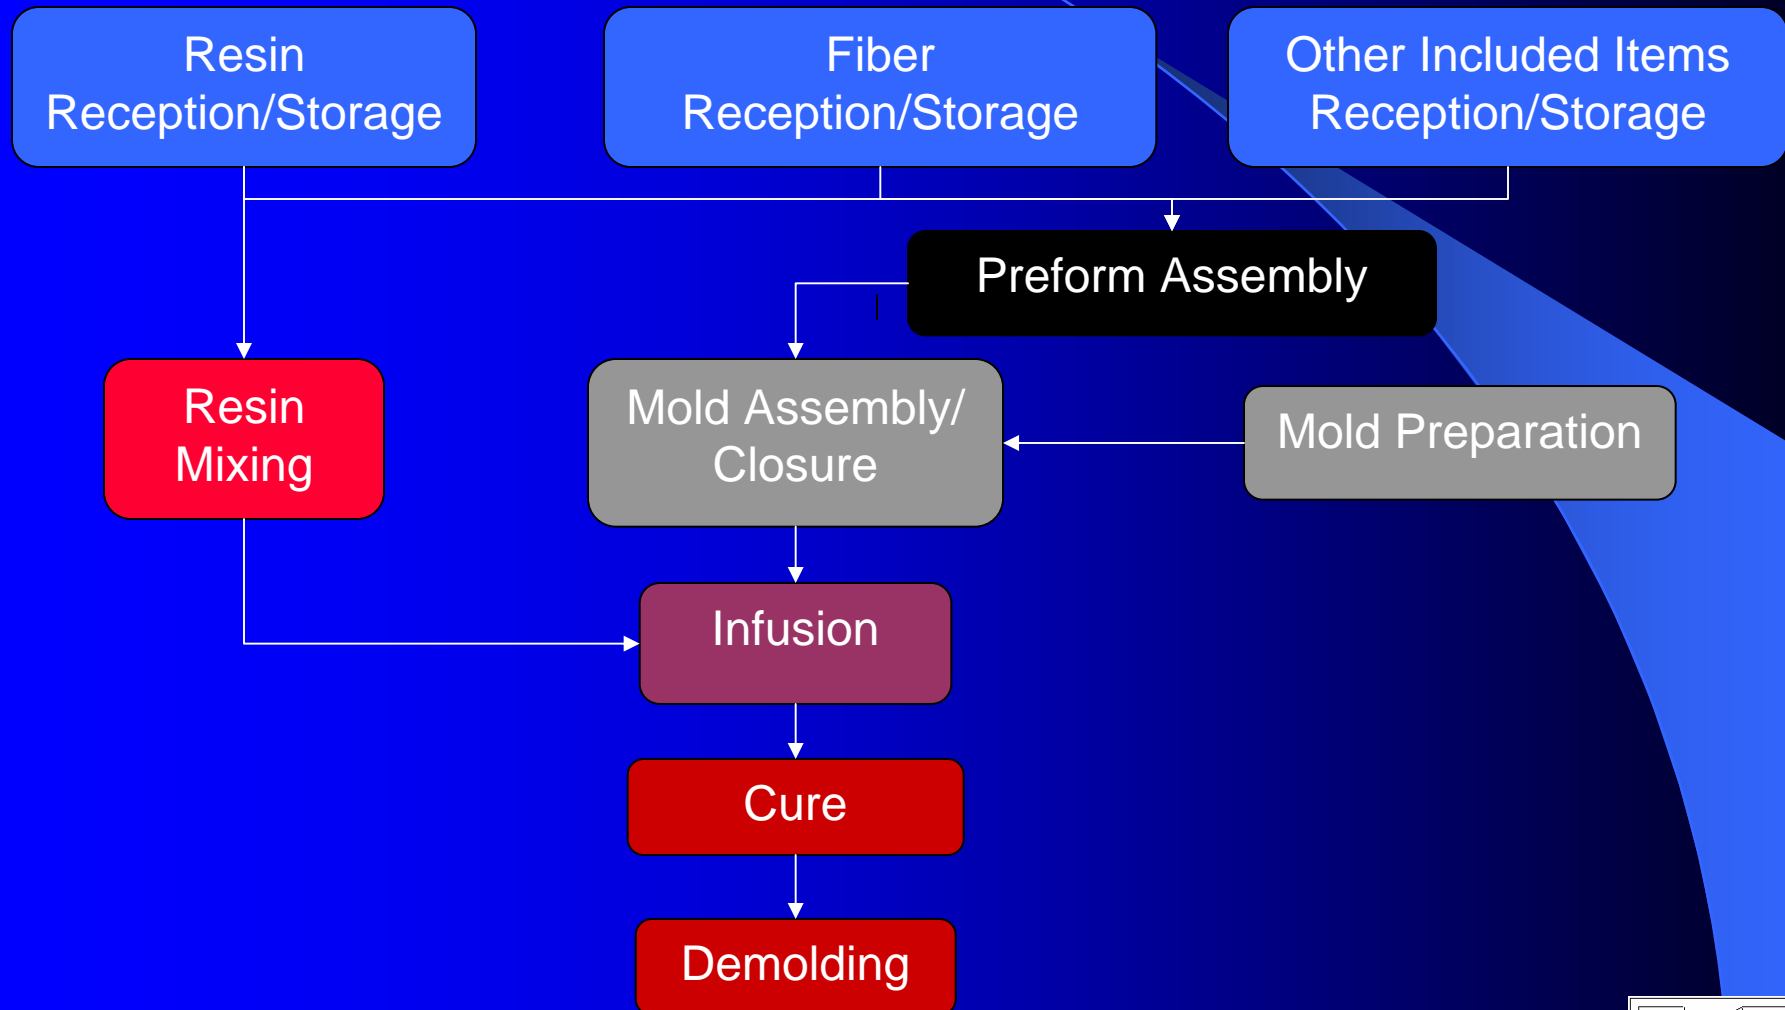 Resin
Reception/Storage
Fiber
Reception/Storage
Other Included Items
Reception/Storage
Preform Assembly
Resin
Mixing
Mold Assembly/
Closure
Mold Preparation
Infusion
Cure
Demolding